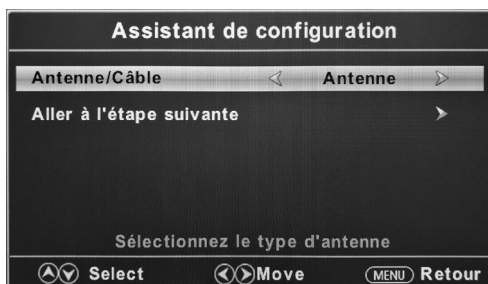 Assistant de configuration
Antenne/Câble Antenne
Aller à l'étape suivante
Sélectionnez le type d'antenne
Select Move MENU Retour